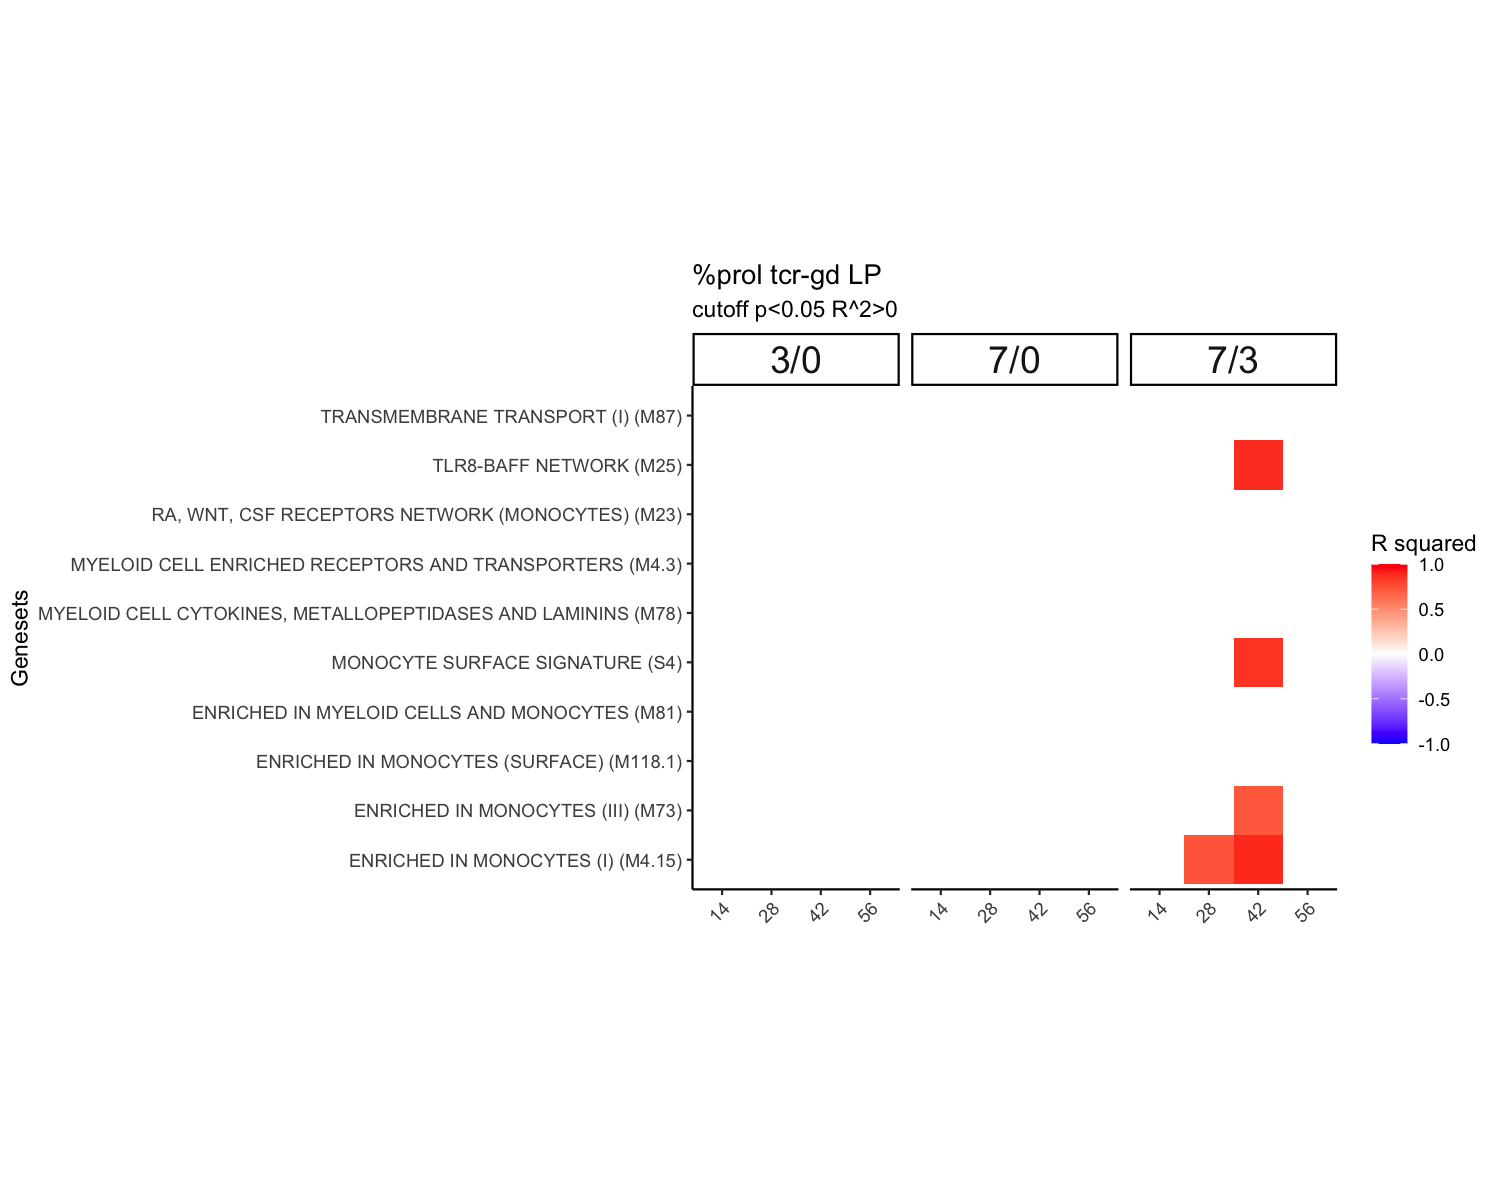 %prol tcr-gd LP
cutoff p<0.05 R^2>0
3/0
7/0
7/3
Genesets
TRANSMEMBRANE TRANSPORT (I) (M87)
TLR8-BAFF NETWORK (M25)
RA, WNT, CSF RECEPTORS NETWORK (MONOCYTES) (M23)
MYELOID CELL ENRICHED RECEPTORS AND TRANSPORTERS (M4.3)
MYELOID CELL CYTOKINES, METALLOPEPTIDASES AND LAMININS (M78)
MONOCYTE SURFACE SIGNATURE (S4)
ENRICHED IN MYELOID CELLS AND MONOCYTES (M81)
ENRICHED IN MONOCYTES (SURFACE) (M118.1)
ENRICHED IN MONOCYTES (III) (M73)
ENRICHED IN MONOCYTES (I) (M4.15)
14 28 42 56
14 28 42 56
14 28 42 56
R squared
1.0
0.5
0.0
-0.5
-1.0